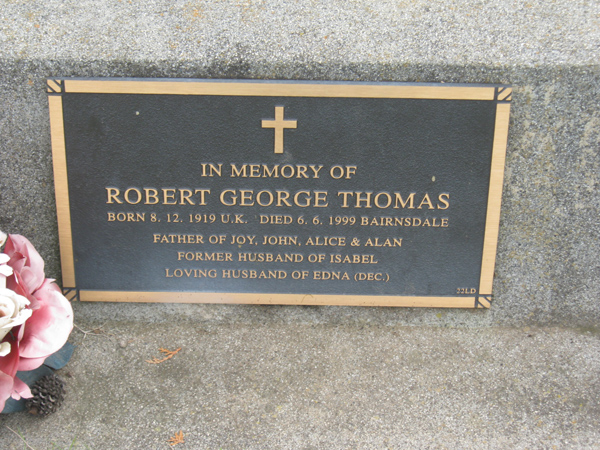 IN MEMORY OF
ROBERT GEORGE THOMAS
BORN 8. 12. 1919 U.K. DIED 6. 6. 1999 BAIRNSDALE
FATHER OF JOY, JOHN, ALICE & ALAN
FORMER HUSBAND OF ISABEL
LOVING HUSBAND OF EDNA (DEC.)
22LD